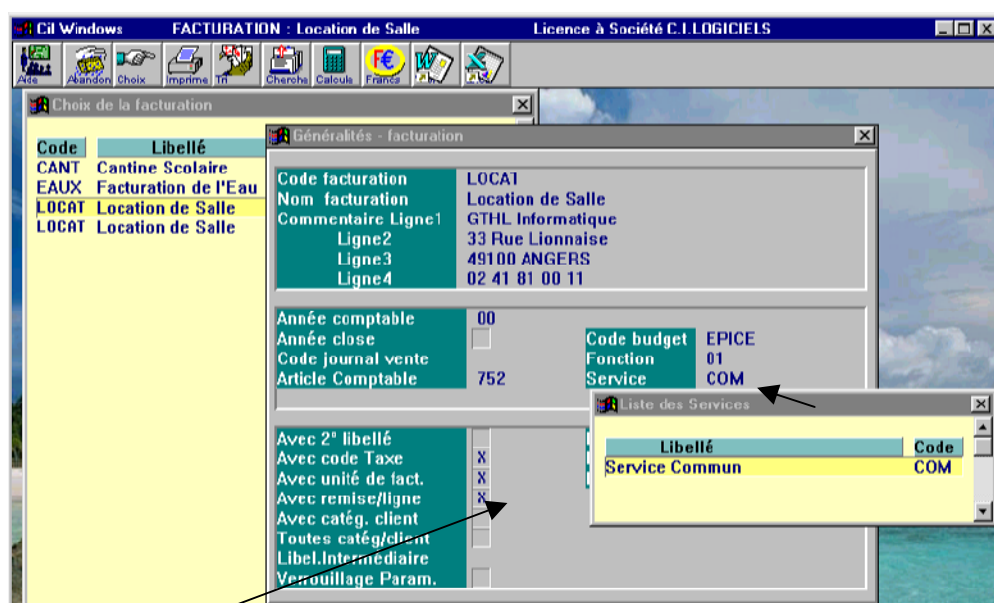 Cil Windows FACTURATION : Location de Salle Licence à Société C.I.LOGICIELS
Aide Abandon Choix Imprime Tri Cherche Calcule Francs
Choix de la facturation
Code Libellé
CANT Cantine Scolaire
EAUX Facturation de l'Eau
LOCAT Location de Salle
LOCAT Location de Salle
Généralités - facturation
Code facturation LOCAT
Nom facturation Location de Salle
Commentaire Ligne1 GTHL Informatique
Ligne2 33 Rue Lionnaise
Ligne3 49100 ANGERS
Ligne4 02 41 81 00 11
Année comptable 00
Année close Code budget EPICE
Code journal vente Fonction 01
Article Comptable 752 Service COM
Avec 2° libellé
Avec code Taxe X
Avec unité de fact. X
Avec remise/ligne X
Avec catég. client
Toutes catég/client
Libel.Intermédiaire
Verrouillage Param.
Liste des Services
Libellé Code
Service Commun COM